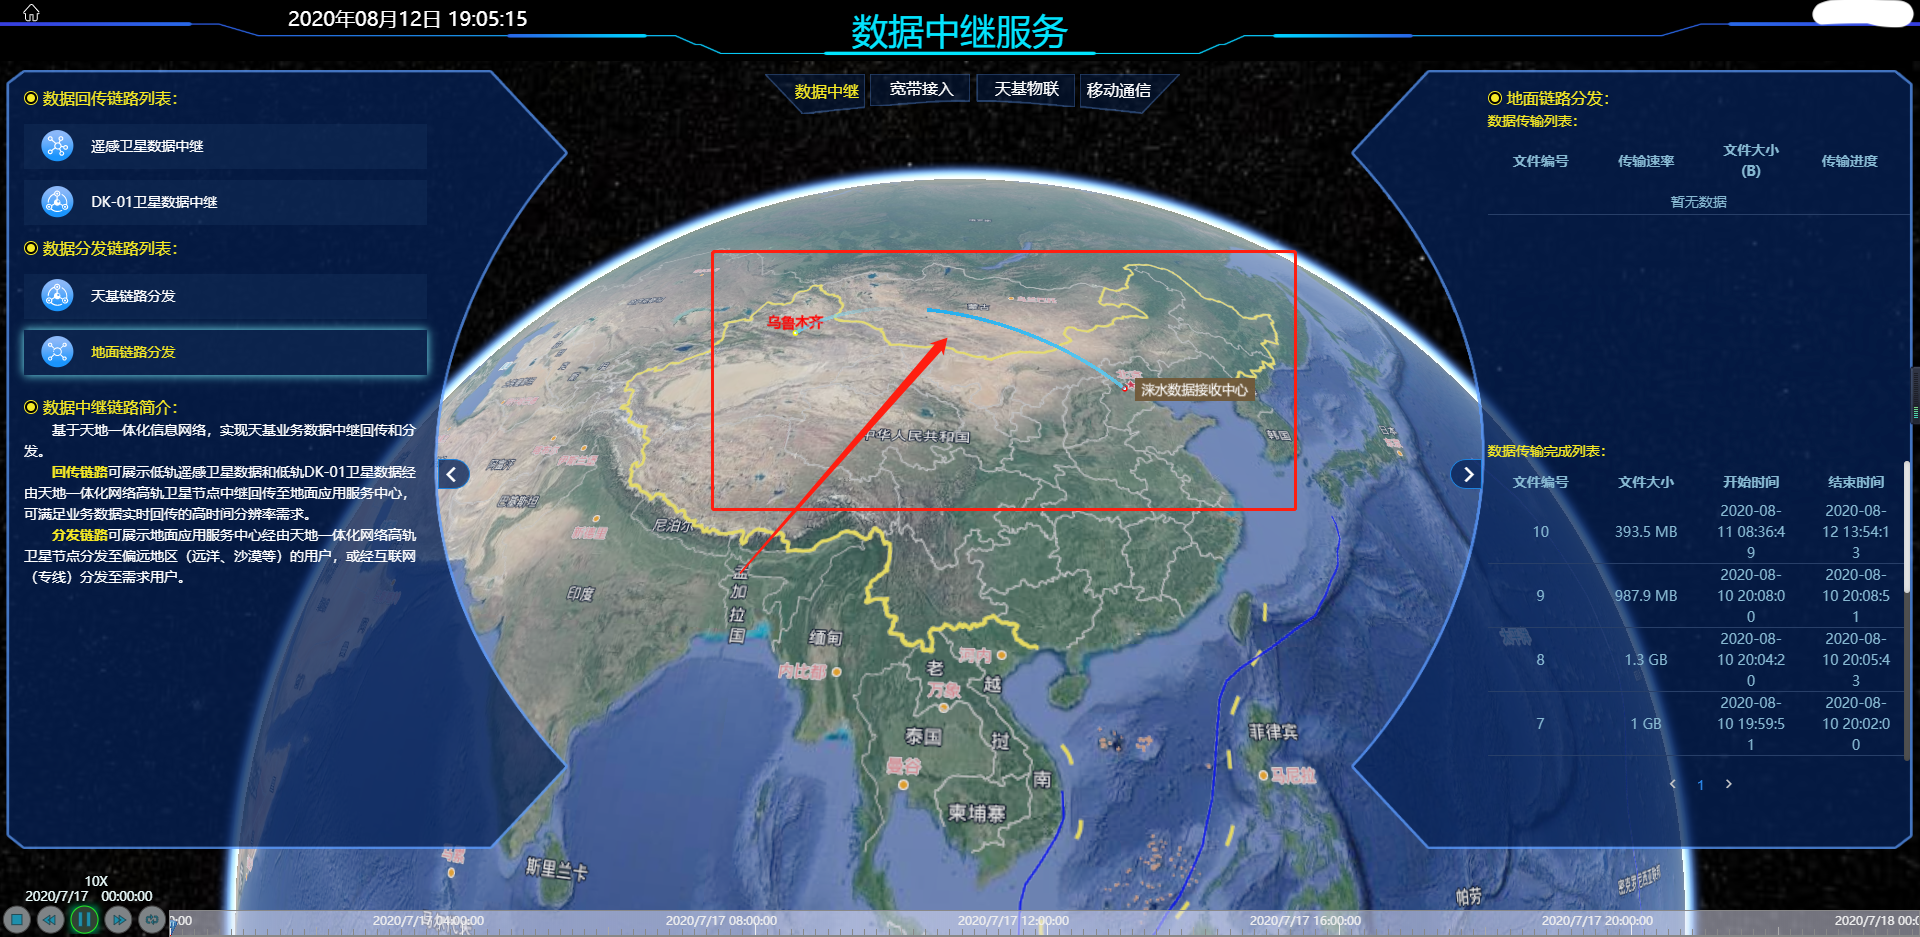 2020年08月12日 19:05:15
数据中继服务
数据中继
宽带接入
天基物联
移动通信
数据回传链路列表：
遥感卫星数据中继
DK-01卫星数据中继
数据分发链路列表：
天基链路分发
地面链路分发
数据中继链路简介：
基于天地一体化信息网络，实现天基业务数据中继回传和分
发。
回传链路可展示低轨遥感卫星数据和低轨DK-01卫星数据经
由天地一体化网络高轨卫星节点中继回传至地面应用服务中心，
可满足业务数据实时回传的高时间分辨率需求。
分发链路可展示地面应用服务中心经由天地一体化网络高轨
卫星节点分发至偏远地区（远洋、沙漠等）的用户，或经互联网
（专线）分发至需求用户。
乌鲁木齐
涞水数据接收中心
中华人民共和国
韩国
日本
尼泊尔
印度
孟
加
拉
国
缅甸
内比都
河内
老
万象
越
泰国
挝
曼谷
南
柬埔寨
菲律宾
马尼拉
斯里兰卡
帕劳
地面链路分发：
数据传输列表：
文件编号 传输速率 文件大小 传输进度
(B)
暂无数据
数据传输完成列表：
文件编号 文件大小 开始时间 结束时间
2020-08- 2020-08-
10 393.5 MB 11 08:36:4 12 13:54:1
9 3
2020-08- 2020-08-
9 987.9 MB 10 20:08:0 10 20:08:5
0 1
2020-08- 2020-08-
8 1.3 GB 10 20:04:2 10 20:05:4
0 3
2020-08- 2020-08-
7 1 GB 10 19:59:5 10 20:02:0
1 0
1
10X
2020/7/17 00:00:00
:00 2020/7/17 04:00:00 2020/7/17 08:00:00 2020/7/17 12:00:00 2020/7/17 16:00:00 2020/7/17 20:00:00 2020/7/18 00:0